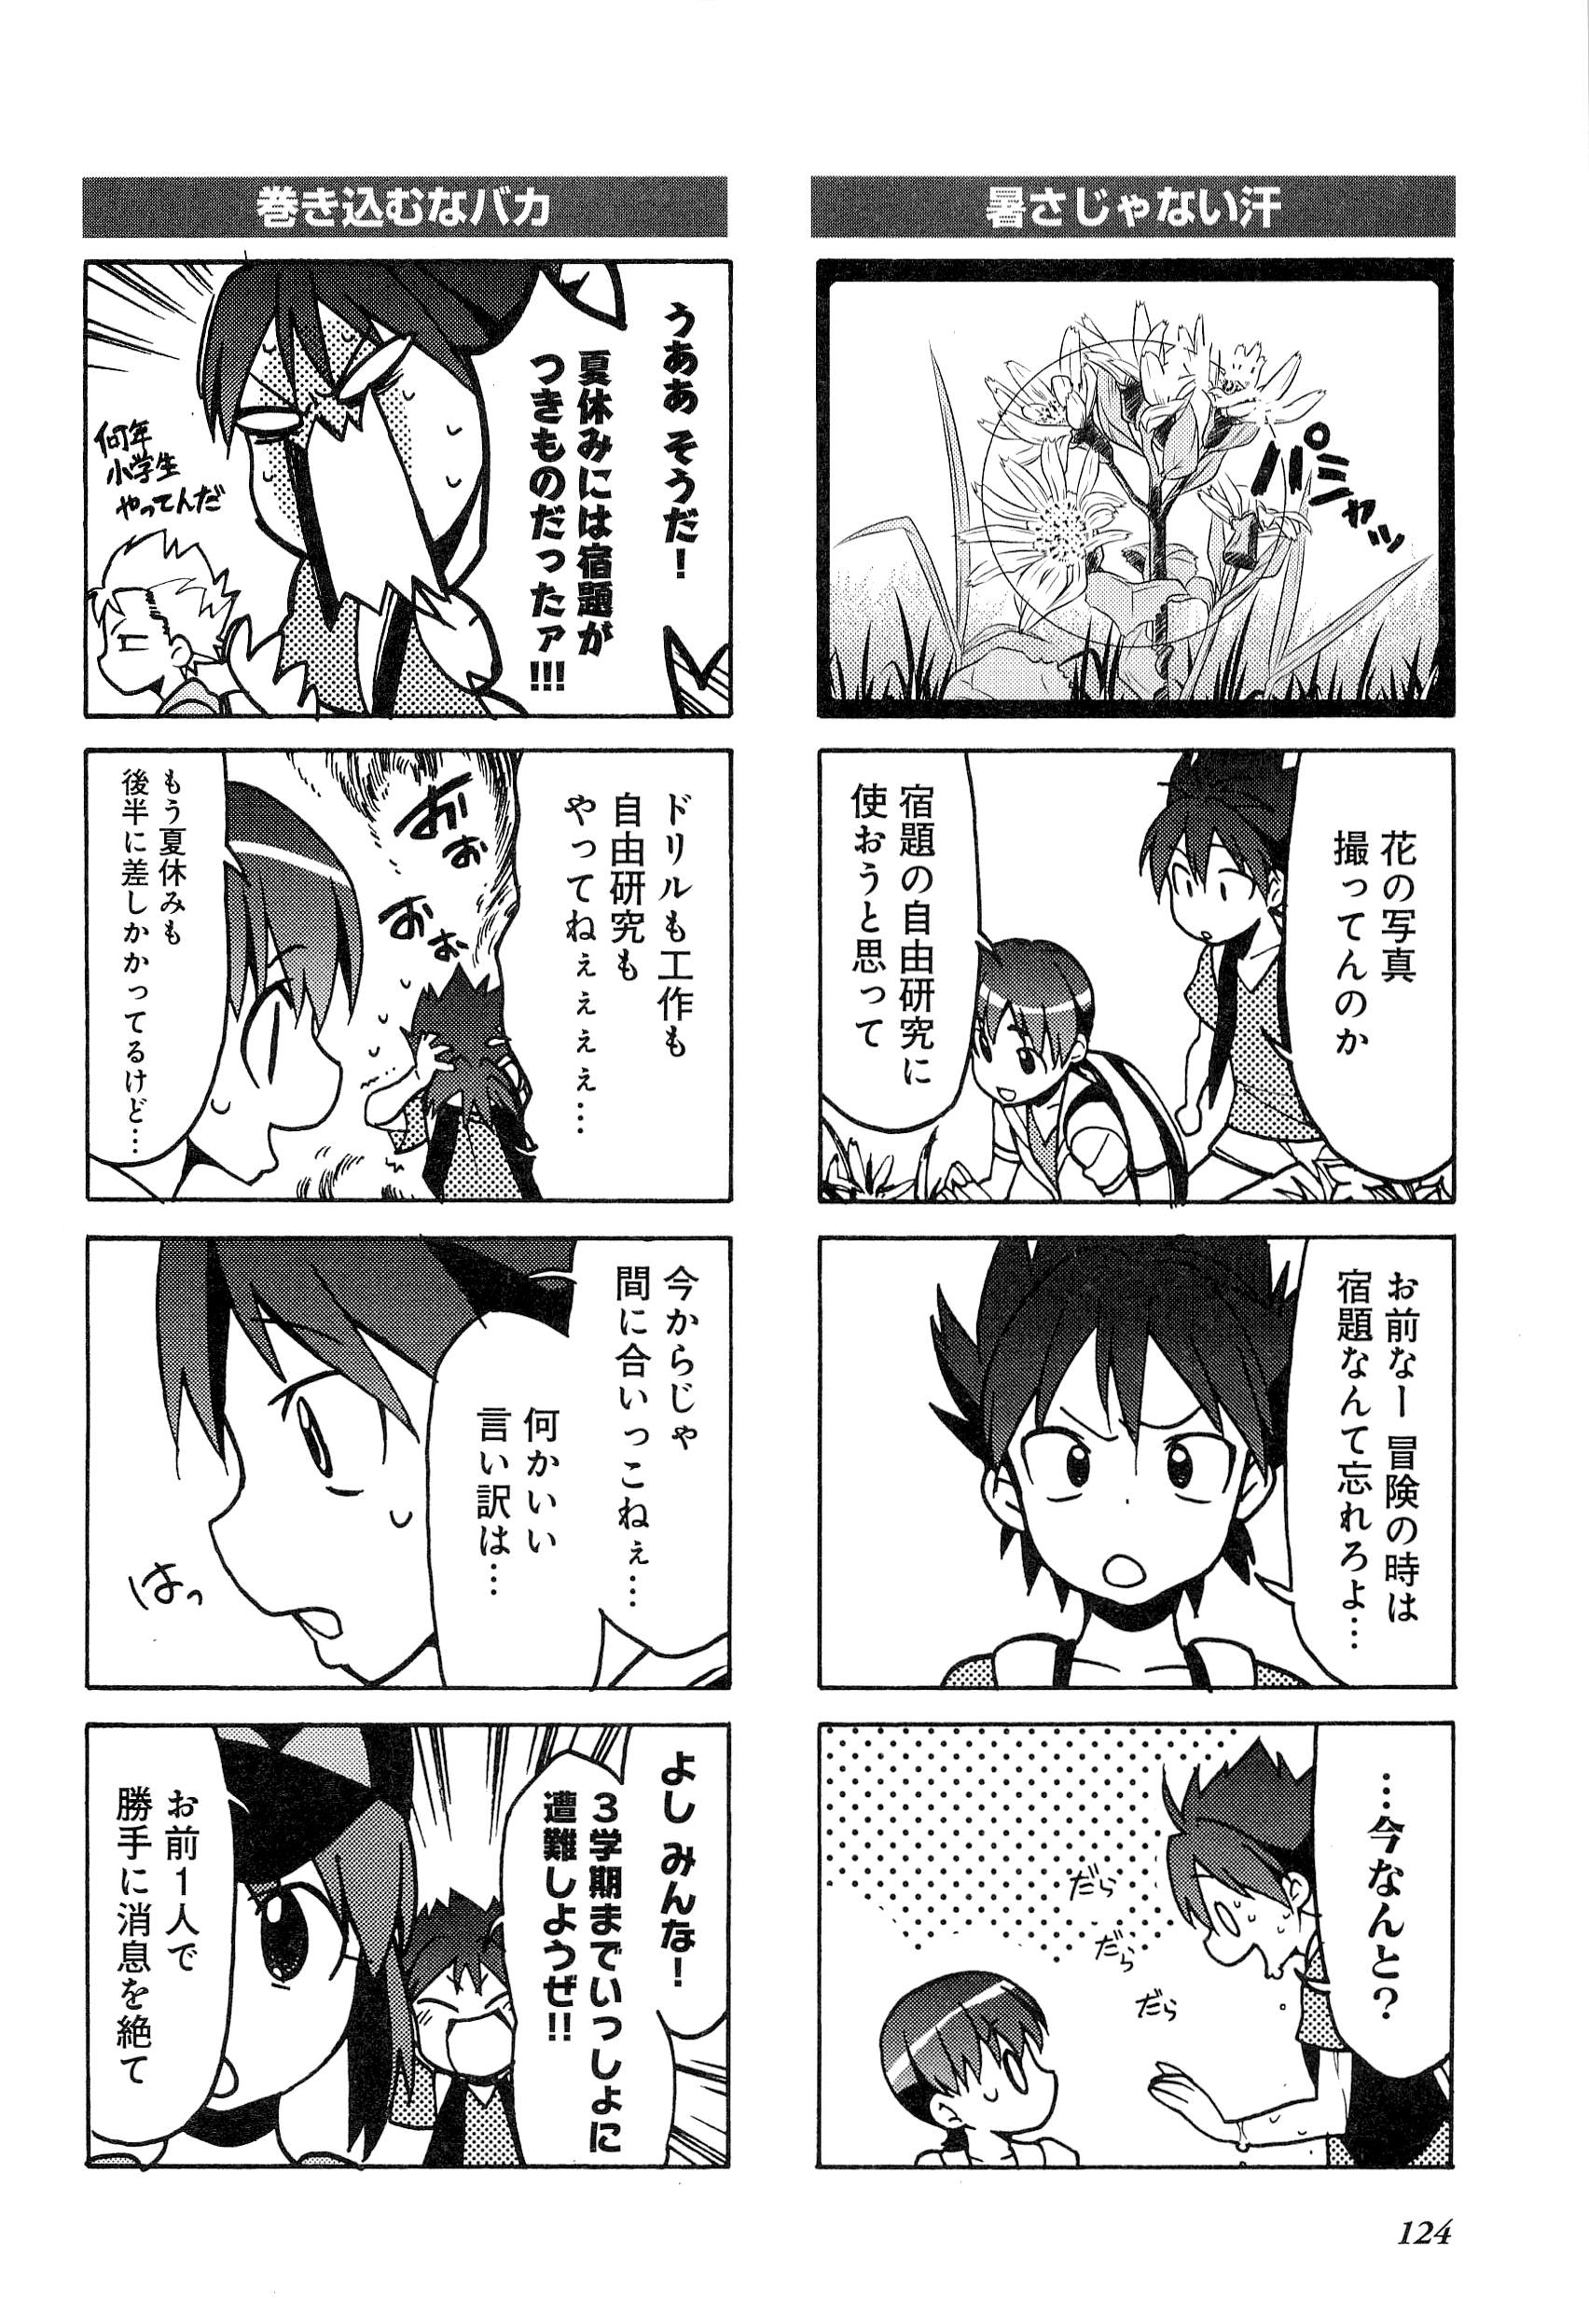 暑さじゃない汗
パシャッ
花の写真
撮ってんのか
宿題の自由研究に
使おうと思って
お前なー 冒険の時は
宿題なんて忘れろよ…
…今なんと?
だら
だら
だら
巻き込むなバカ
うああ そうだ!
夏休みには宿題が
つきものだったァ!!!
何年
小学生
やってんだ
ドリルも工作も
自由研究も
やってねぇぇぇぇ…
おぉ
おぉ
もう夏休みも
後半に差しかかってるけど…
今からじゃ
間に合いっこねぇ…
何かいい
言い訳は…
はっ
よし みんな!
3学期までいっしょに
遭難しようぜ!!
お前1人で
勝手に消息を絶て
124